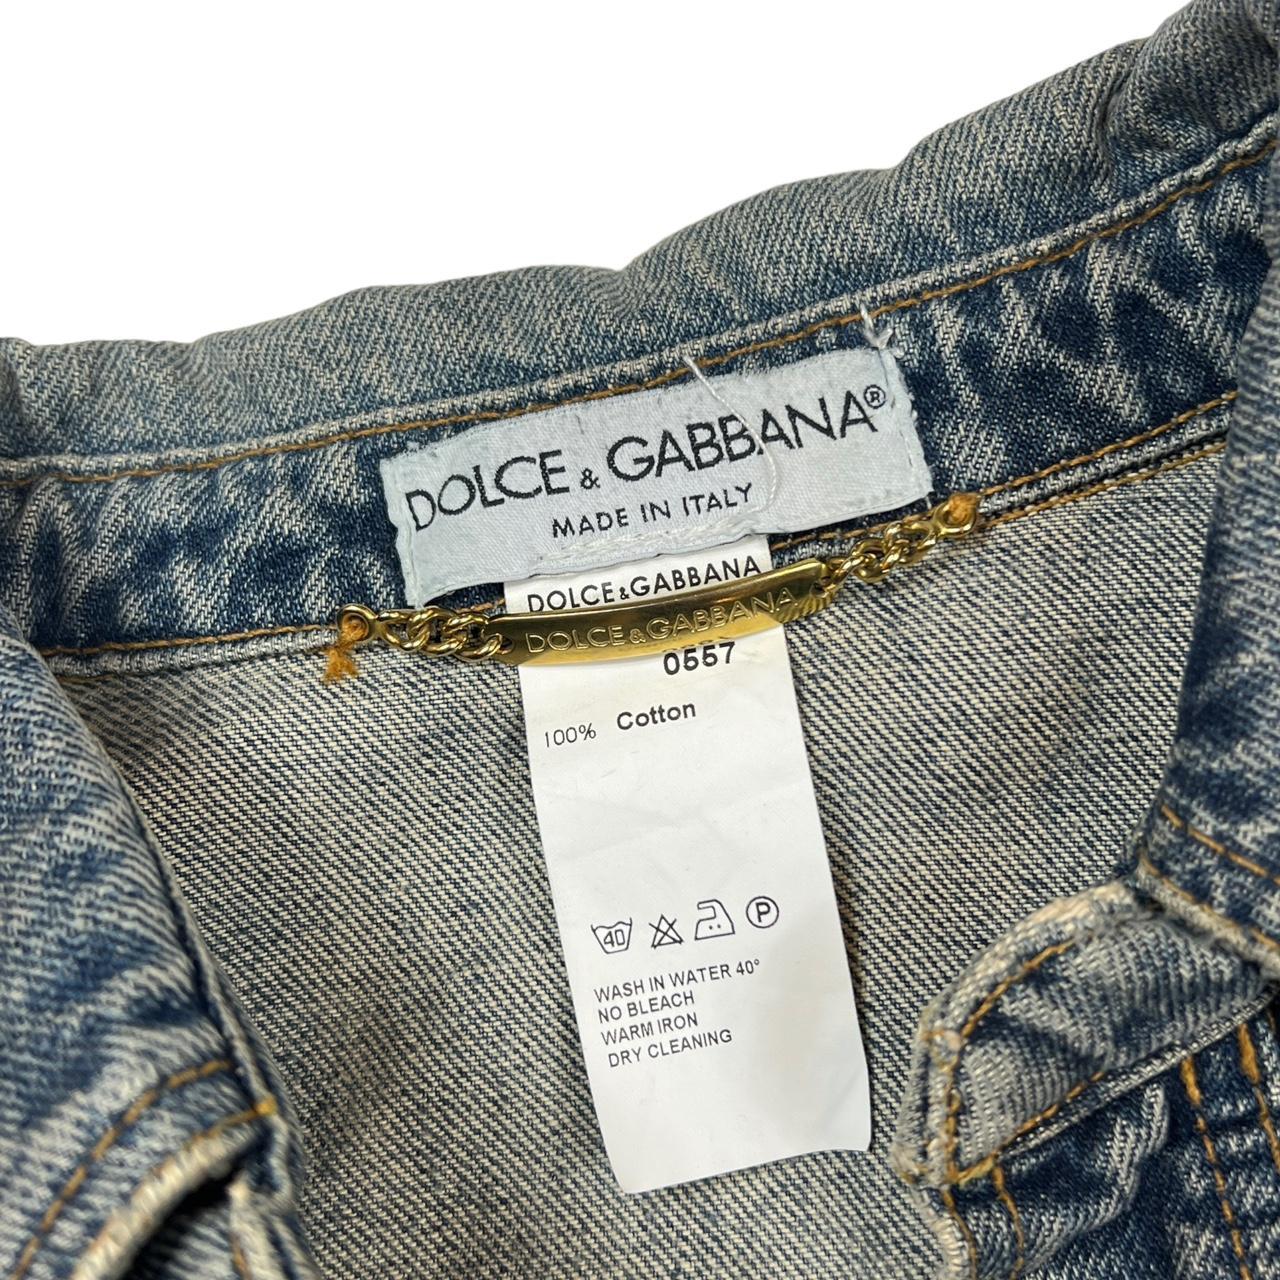 DOLCE & GABBANA®
MADE IN ITALY
DOLCE&GABBANA
DOLCE&GABBANA
0557
100% Cotton
40 P
WASH IN WATER 40°
NO BLEACH
WARM IRON
DRY CLEANING